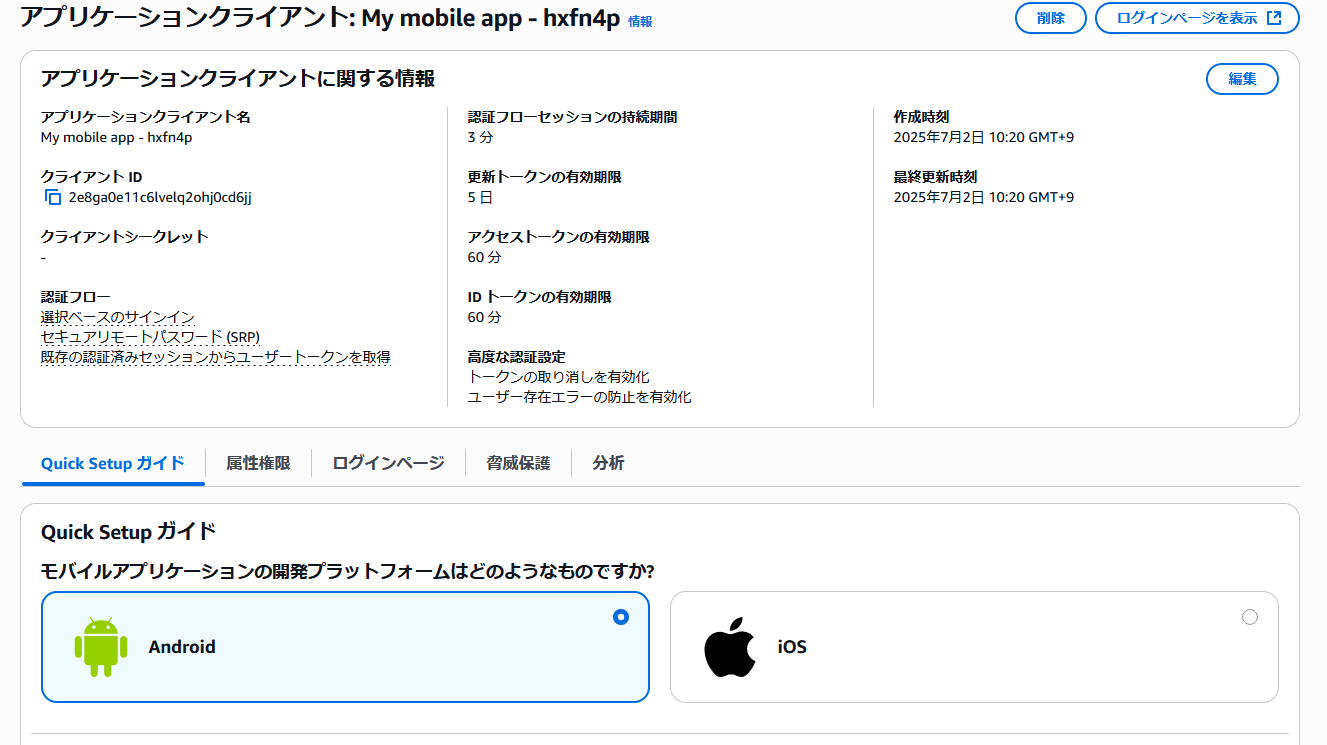 アプリケーションクライアント: My mobile app - hxfn4p 情報
削除
ログインページを表示
アプリケーションクライアントに関する情報
編集
アプリケーションクライアント名
My mobile app - hxfn4p
クライアント ID
2e8ga0e11c6lvelq2ohj0cd6jj
クライアントシークレット
-
認証フロー
選択ベースのサインイン
セキュアリモートパスワード (SRP)
既存の認証済みセッションからユーザートークンを取得
認証フローセッションの持続期間
3 分
更新トークンの有効期限
5 日
アクセストークンの有効期限
60 分
ID トークンの有効期限
60 分
高度な認証設定
トークンの取り消しを有効化
ユーザー存在エラーの防止を有効化
作成時刻
2025年7月2日 10:20 GMT+9
最終更新時刻
2025年7月2日 10:20 GMT+9
Quick Setup ガイド
属性権限
ログインページ
脅威保護
分析
Quick Setup ガイド
モバイルアプリケーションの開発プラットフォームはどのようなものですか?
Android
iOS